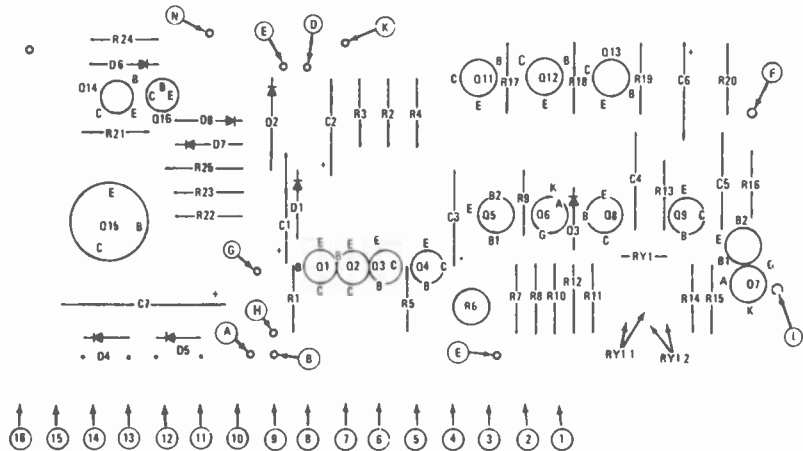 N
D
E
K
R24
D6
Q14
B
C
E
B
C
E
Q16
R21
D8
D7
R25
R23
R22
D2
C2
R3
R2
R4
C
Q11
B
E
R17
C
Q12
B
E
R18
C
Q13
B
E
R19
+
C6
R20
F
E
Q15
B
C
C1
+
D1
+
C3
B2
Q5
B1
R9
K
A
Q6
G
D3
E
B
Q8
C
C4
R13
E
Q9
C
B
C5
R16
B2
E
B1
G
A
Q7
K
G
H
A
B
C7
+
D4
D5
R1
E
B
Q1
C
E
B
Q2
C
E
Q3
C
B
R5
E
Q4
C
B
R6
E
R7
R8
R10
R12
R11
RY1
R14
R15
RY1 1
RY1 2
16
15
14
13
12
11
10
9
8
7
6
5
4
3
2
1